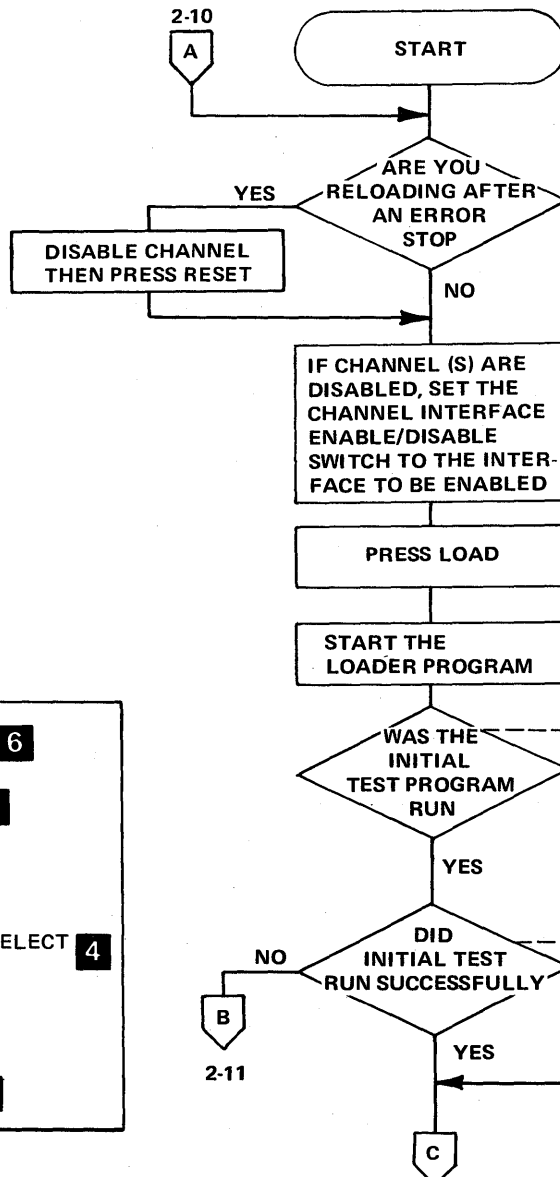 2-10
A
START
ARE YOU
RELOADING AFTER
AN ERROR
STOP
YES
DISABLE CHANNEL
THEN PRESS RESET
NO
IF CHANNEL (S) ARE
DISABLED, SET THE
CHANNEL INTERFACE
ENABLE/DISABLE
SWITCH TO THE INTER-
FACE TO BE ENABLED
PRESS LOAD
START THE
LOADER PROGRAM
6
WAS THE
INITIAL
TEST PROGRAM
RUN
YES
ELECT 4
DID
INITIAL TEST
RUN SUCCESSFULLY
NO
B
2-11
YES
C